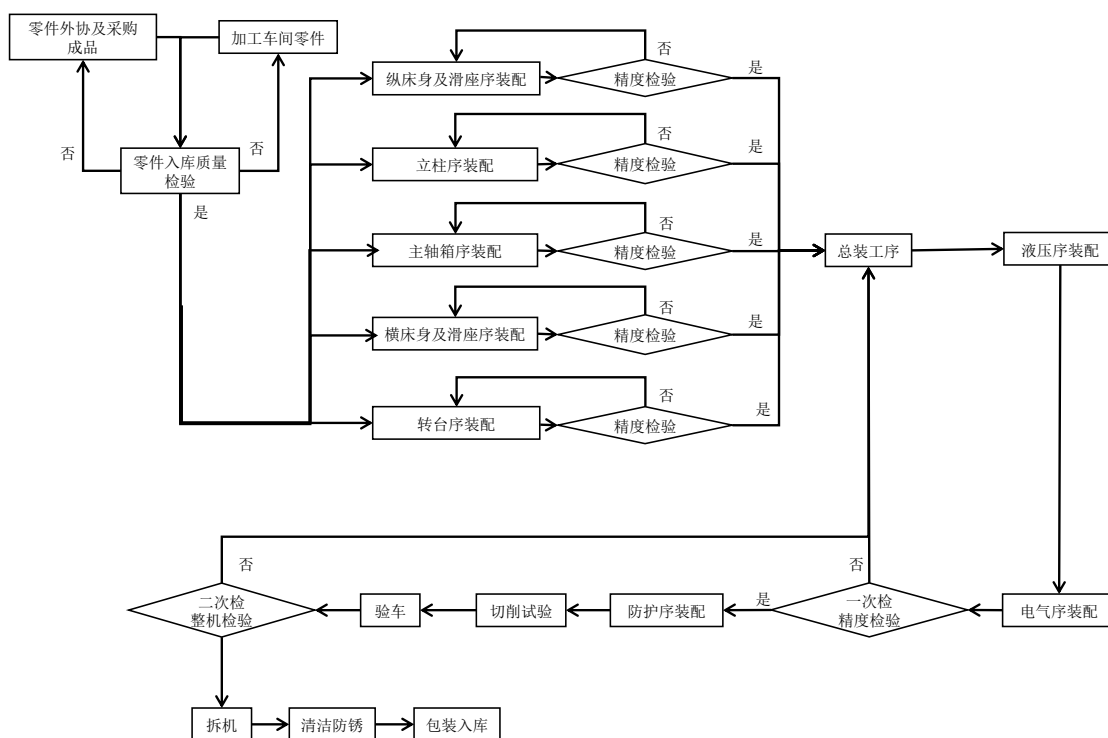 零件外协及采购
成品
加工车间零件
否
否
零件入库质量
检验
是
纵床身及滑座序装配
否
精度检验
是
立柱序装配
否
精度检验
是
主轴箱序装配
否
精度检验
是
横床身及滑座序装配
否
精度检验
是
转台序装配
否
精度检验
是
总装工序
液压序装配
电气序装配
否
一次检
精度检验
是
防护序装配
切削试验
验车
否
二次检
整机检验
拆机
清洁防锈
包装入库